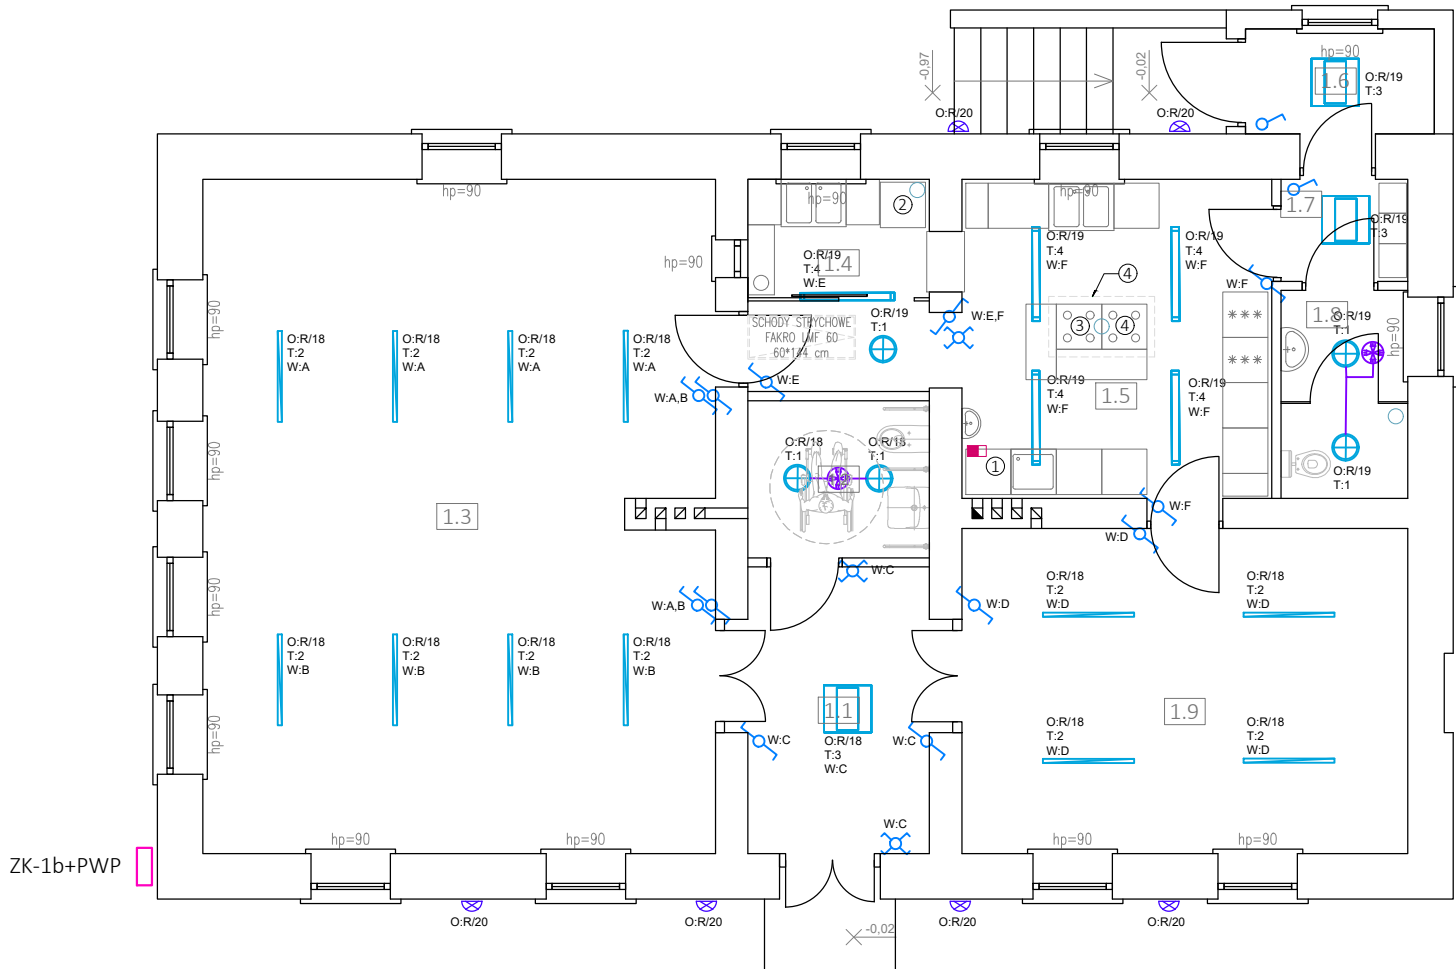 hp=90
O:R/19
T:3
1.6
-0,97
-0,02
O:R/20
O:R/20
hp=90
hp=90
hp=90
2
1.7
O:R/19
T:3
O:R/19
T:4
W:E
1.4
hp=90
O:R/19
T:4
W:F
O:R/19
T:4
W:F
4
W:F
hp=90
W:E,F
SCHODY STRYCHOWE
FAKRO LMF 60
60*144 cm
O:R/19
T:1
3
4
1.8
O:R/19
T:1
hp=90
O:R/18
T:2
W:A
O:R/18
T:2
W:A
O:R/18
T:2
W:A
O:R/18
T:2
W:A
W:A,B
W:E
O:R/19
T:4
W:F
1.5
O:R/19
T:4
W:F
hp=90
O:R/18
T:1
O:R/18
T:1
1
O:R/19
T:1
1.3
W:F
W:D
hp=90
W:C
W:A,B
W:D
O:R/18
T:2
W:D
O:R/18
T:2
W:D
O:R/18
T:2
W:B
O:R/18
T:2
W:B
O:R/18
T:2
W:B
O:R/18
T:2
W:B
hp=90
1.1
O:R/18
T:3
W:C
W:C
W:C
1.9
O:R/18
T:2
W:D
O:R/18
T:2
W:D
W:C
hp=90
hp=90
hp=90
hp=90
ZK-1b+PWP
O:R/20
O:R/20
O:R/20
O:R/20
-0,02